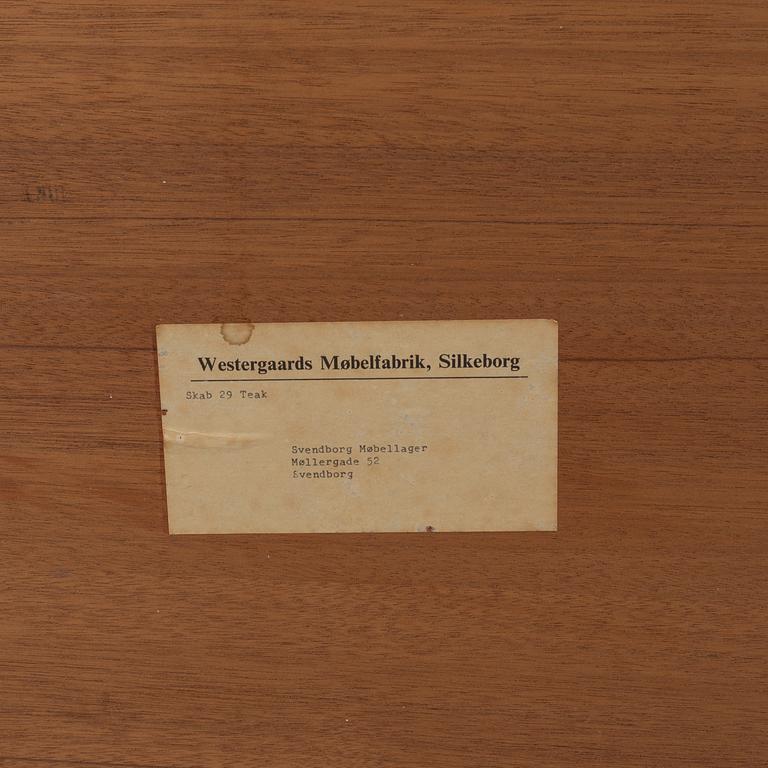 Westergaards Møbelfabrik, Silkeborg
Skab 29 Teak
Svendborg Møbellager
Møllergade 52
Svendborg